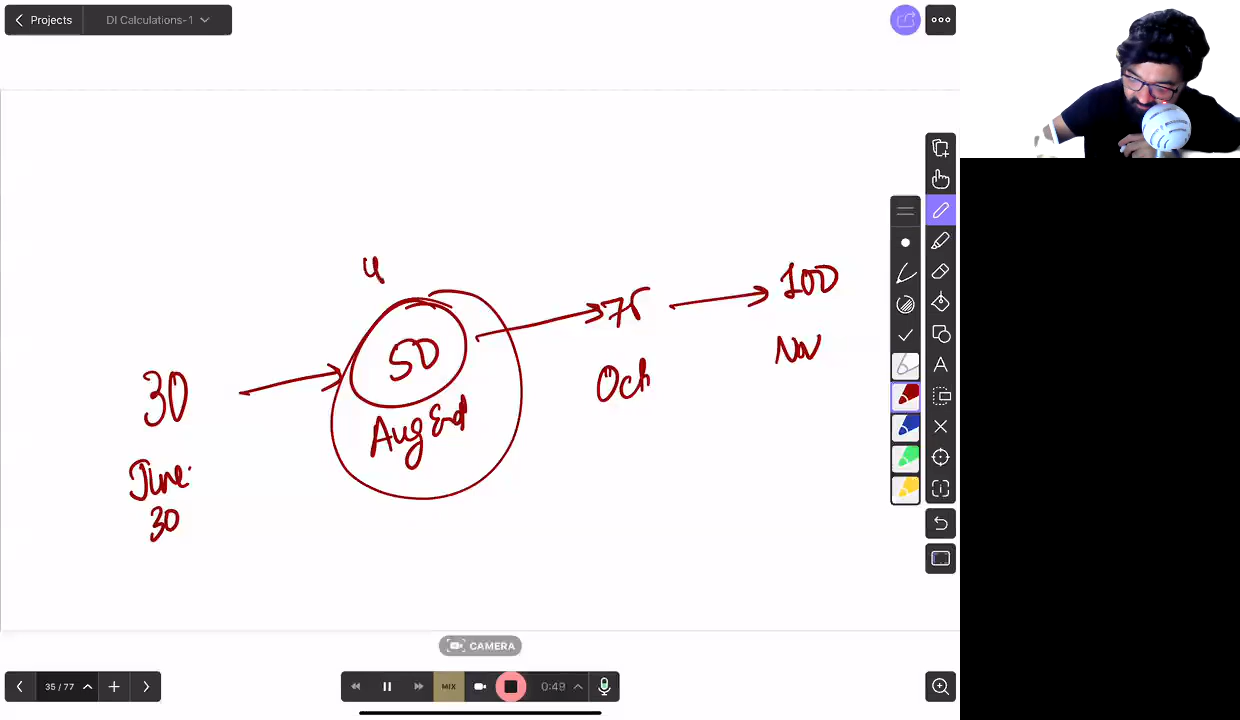 Projects
DI Calculations-1
4
30 → 50 → 75 → 100
June
30
Aug End
Oct
Nov
A
CAMERA
35 / 77
MIX
0:49